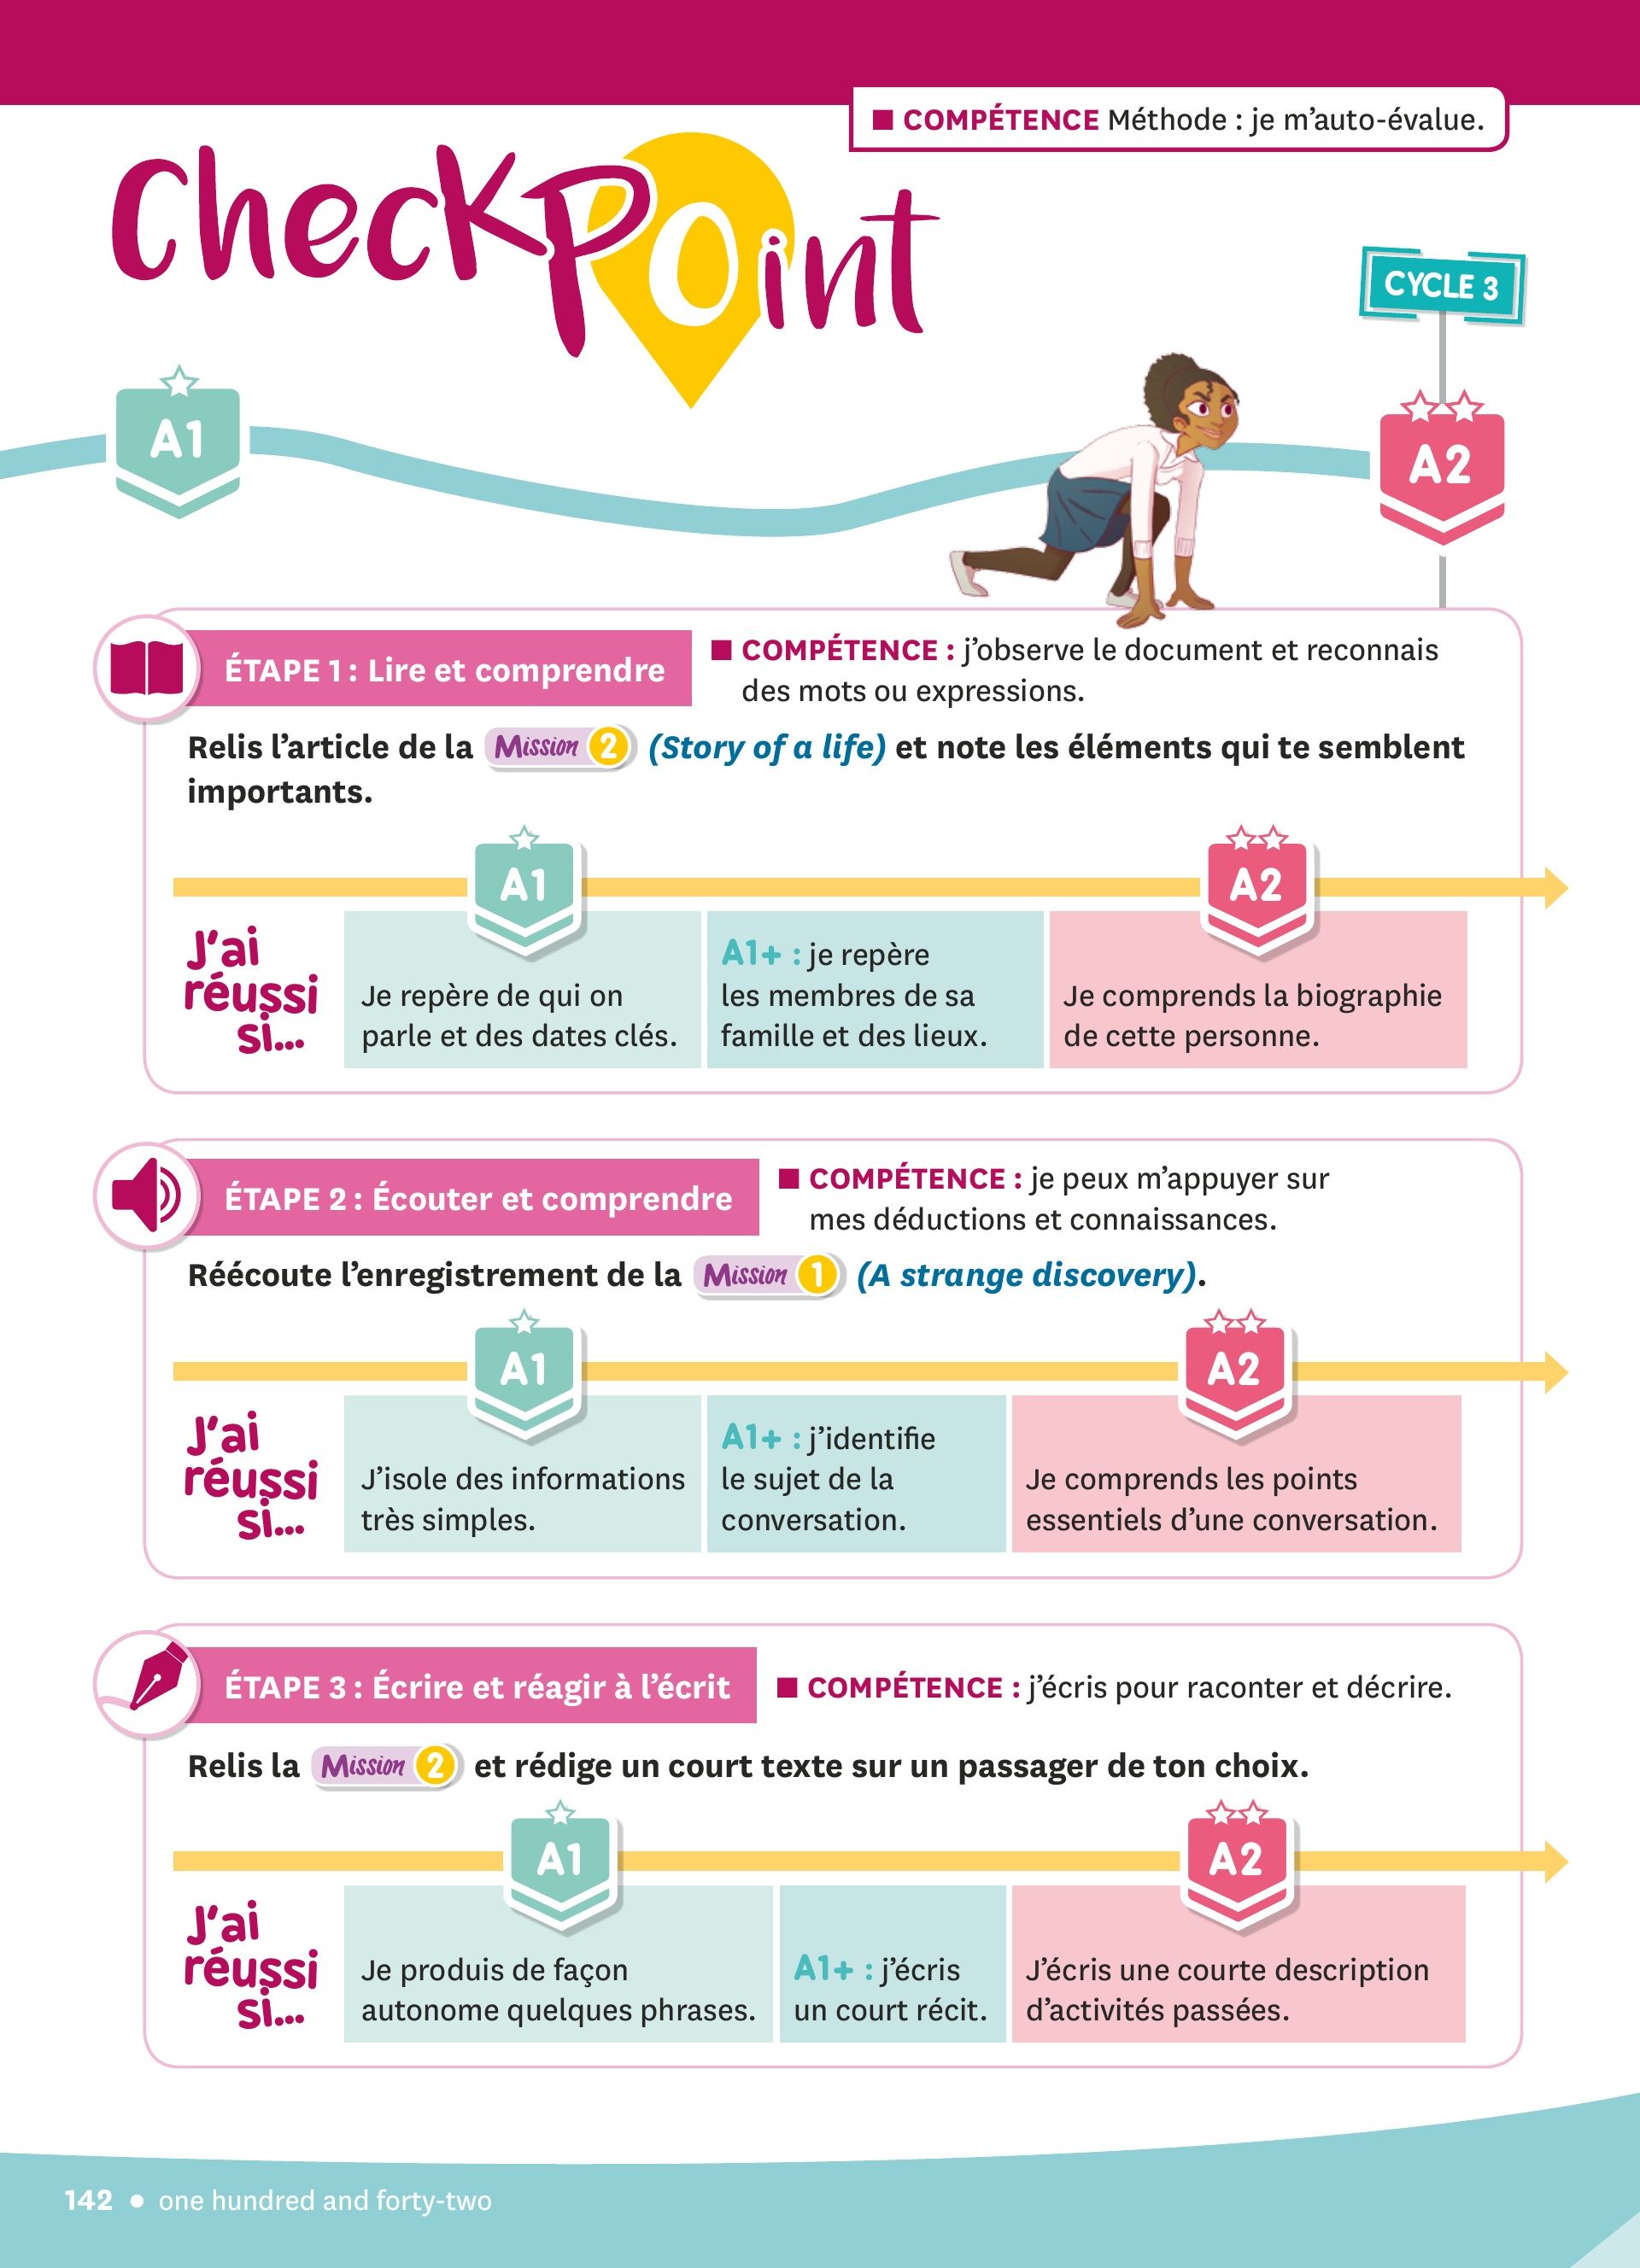 ■ COMPÉTENCE Méthode : je m'auto-évalue.
CheckPoint
CYCLE 3
A1
A2
ÉTAPE 1 : Lire et comprendre
■ COMPÉTENCE : j'observe le document et reconnais
des mots ou expressions.
Relis l'article de la Mission 2 (Story of a life) et note les éléments qui te semblent
importants.
A1
A2
J'ai
réussi
si...
Je repère de qui on
parle et des dates clés.
A1+ : je repère
les membres de sa
famille et des lieux.
Je comprends la biographie
de cette personne.
ÉTAPE 2 : Écouter et comprendre
■ COMPÉTENCE : je peux m'appuyer sur
mes déductions et connaissances.
Réécoute l'enregistrement de la Mission 1 (A strange discovery).
A1
A2
J'ai
réussi
si...
J'isole des informations
très simples.
A1+ : j'identifie
le sujet de la
conversation.
Je comprends les points
essentiels d'une conversation.
ÉTAPE 3 : Écrire et réagir à l'écrit
■ COMPÉTENCE : j'écris pour raconter et décrire.
Relis la Mission 2 et rédige un court texte sur un passager de ton choix.
A1
A2
J'ai
réussi
si...
Je produis de façon
autonome quelques phrases.
A1+ : j'écris
un court récit.
J'écris une courte description
d'activités passées.
142 • one hundred and forty-two